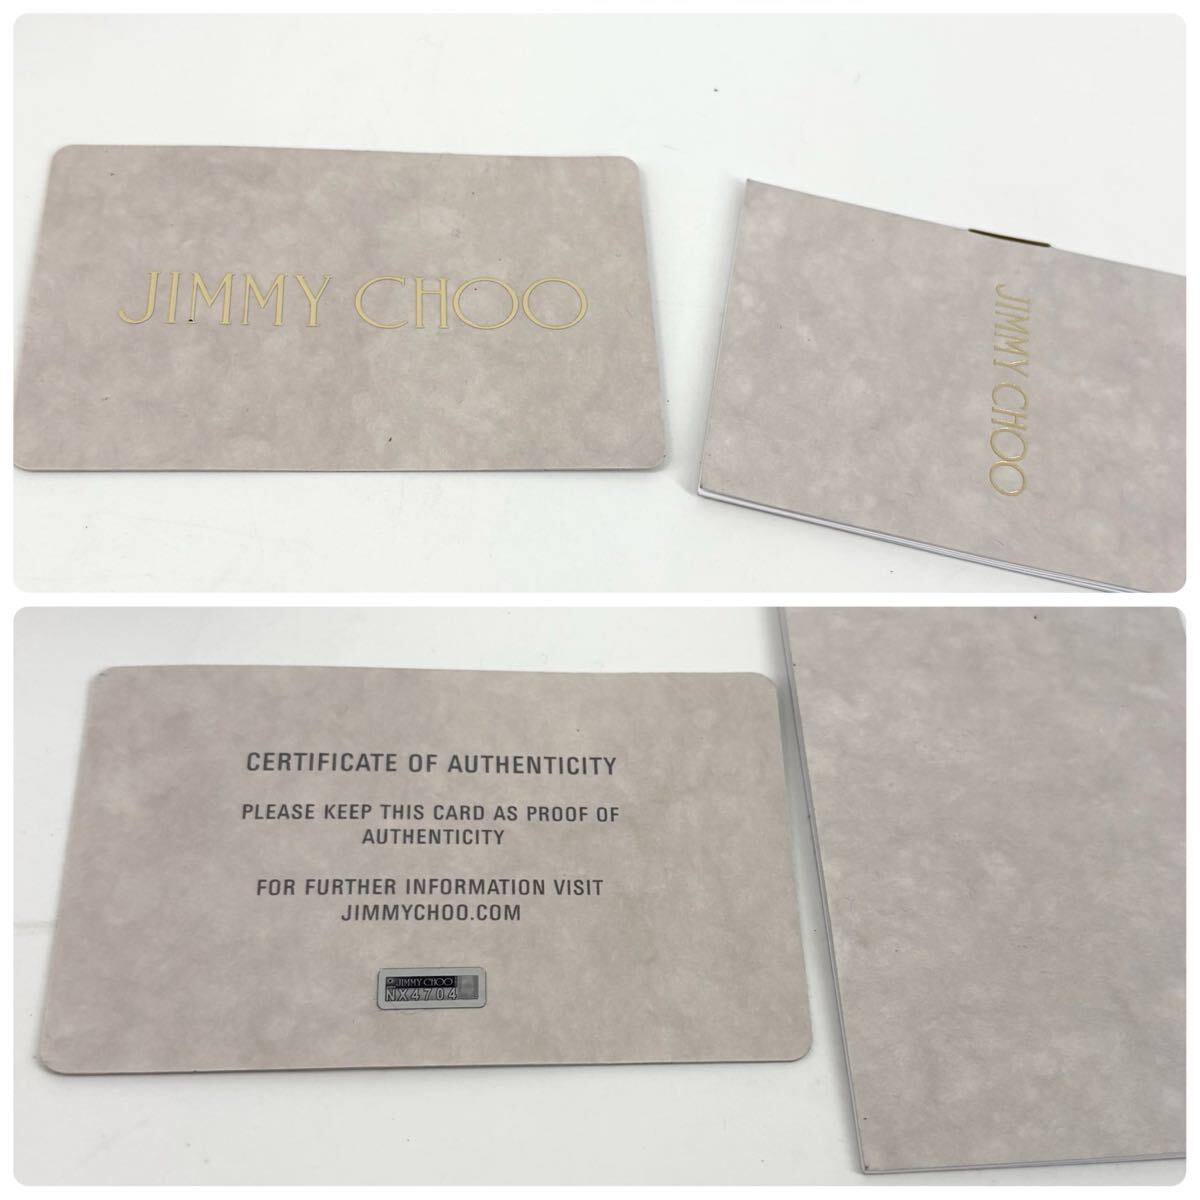 JIMMY CHOO
JIMMY CHOO
CERTIFICATE OF AUTHENTICITY
PLEASE KEEP THIS CARD AS PROOF OF
AUTHENTICITY
FOR FURTHER INFORMATION VISIT
JIMMYCHOO.COM
JIMMY CHOO
NX4704